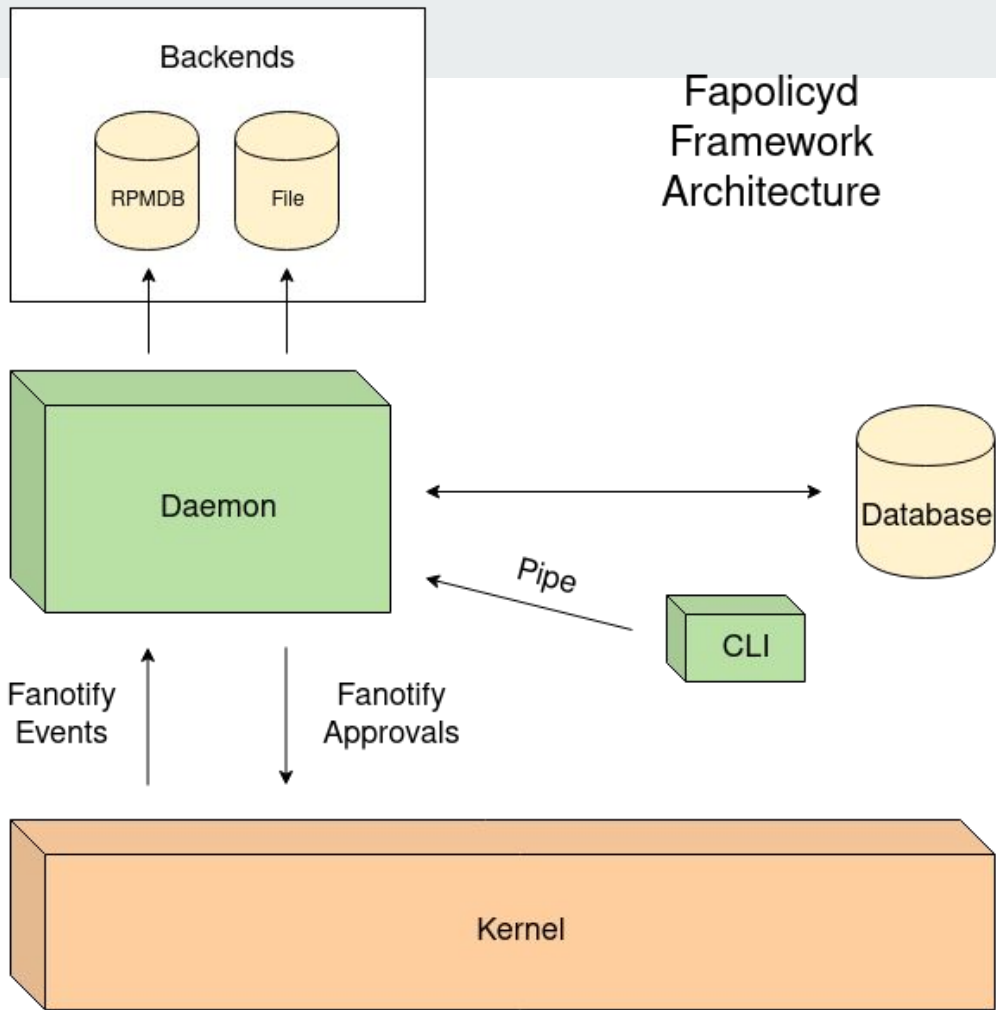 Backends
RPMDB
File
Fapolicyd
Framework
Architecture
Daemon
Database
Pipe
CLI
Fanotify
Events
Fanotify
Approvals
Kernel